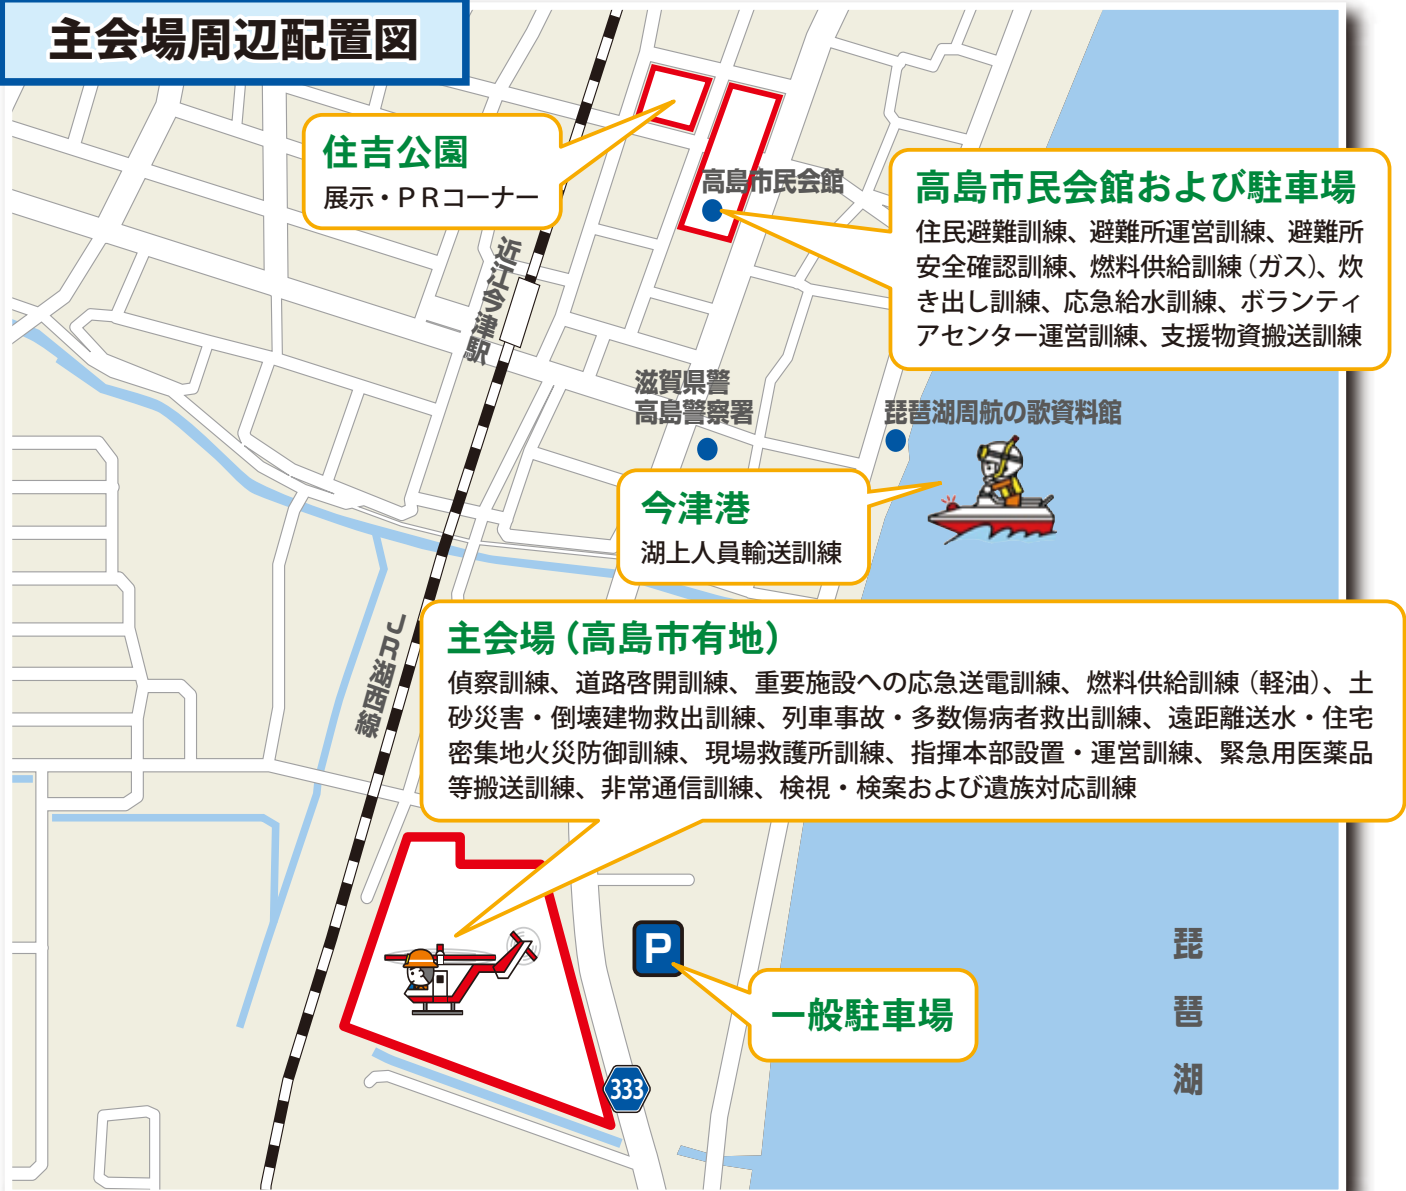 主会場周辺配置図
住吉公園
展示・PRコーナー
高島市民会館
高島市民会館および駐車場
住民避難訓練、避難所運営訓練、避難所
安全確認訓練、燃料供給訓練（ガス）、炊
き出し訓練、応急給水訓練、ボランティ
アセンター運営訓練、支援物資搬送訓練
近江今津駅
滋賀県警
高島警察署
琵琶湖周航の歌資料館
今津港
湖上人員輸送訓練
JR湖西線
主会場（高島市有地）
偵察訓練、道路啓開訓練、重要施設への応急送電訓練、燃料供給訓練（軽油）、土
砂災害・倒壊建物救出訓練、列車事故・多数傷病者救出訓練、遠距離送水・住宅
密集地火災防御訓練、現場救護所訓練、指揮本部設置・運営訓練、緊急用医薬品
等搬送訓練、非常通信訓練、検視・検案および遺族対応訓練
P
一般駐車場
333
琵琶湖